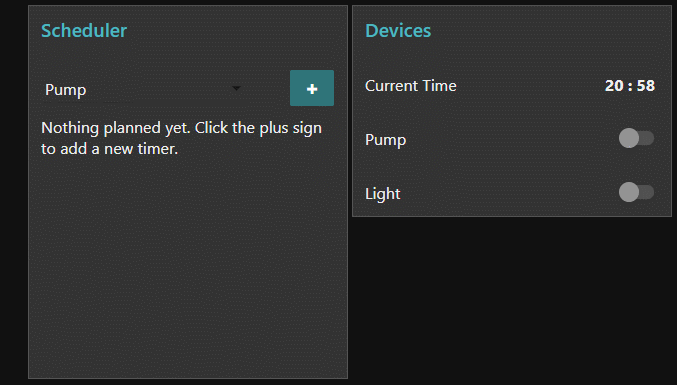 Scheduler
Pump
Nothing planned yet. Click the plus sign
to add a new timer.
Devices
Current Time 20 : 58
Pump
Light